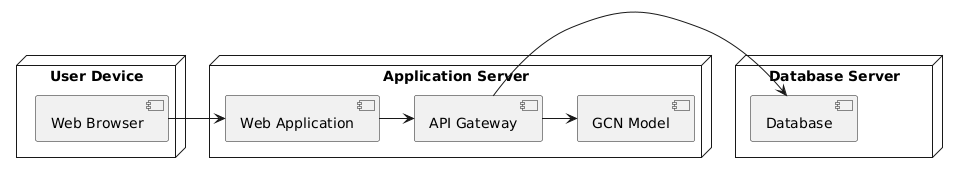 User Device
Web Browser
Application Server
Web Application
API Gateway
GCN Model
Database Server
Database